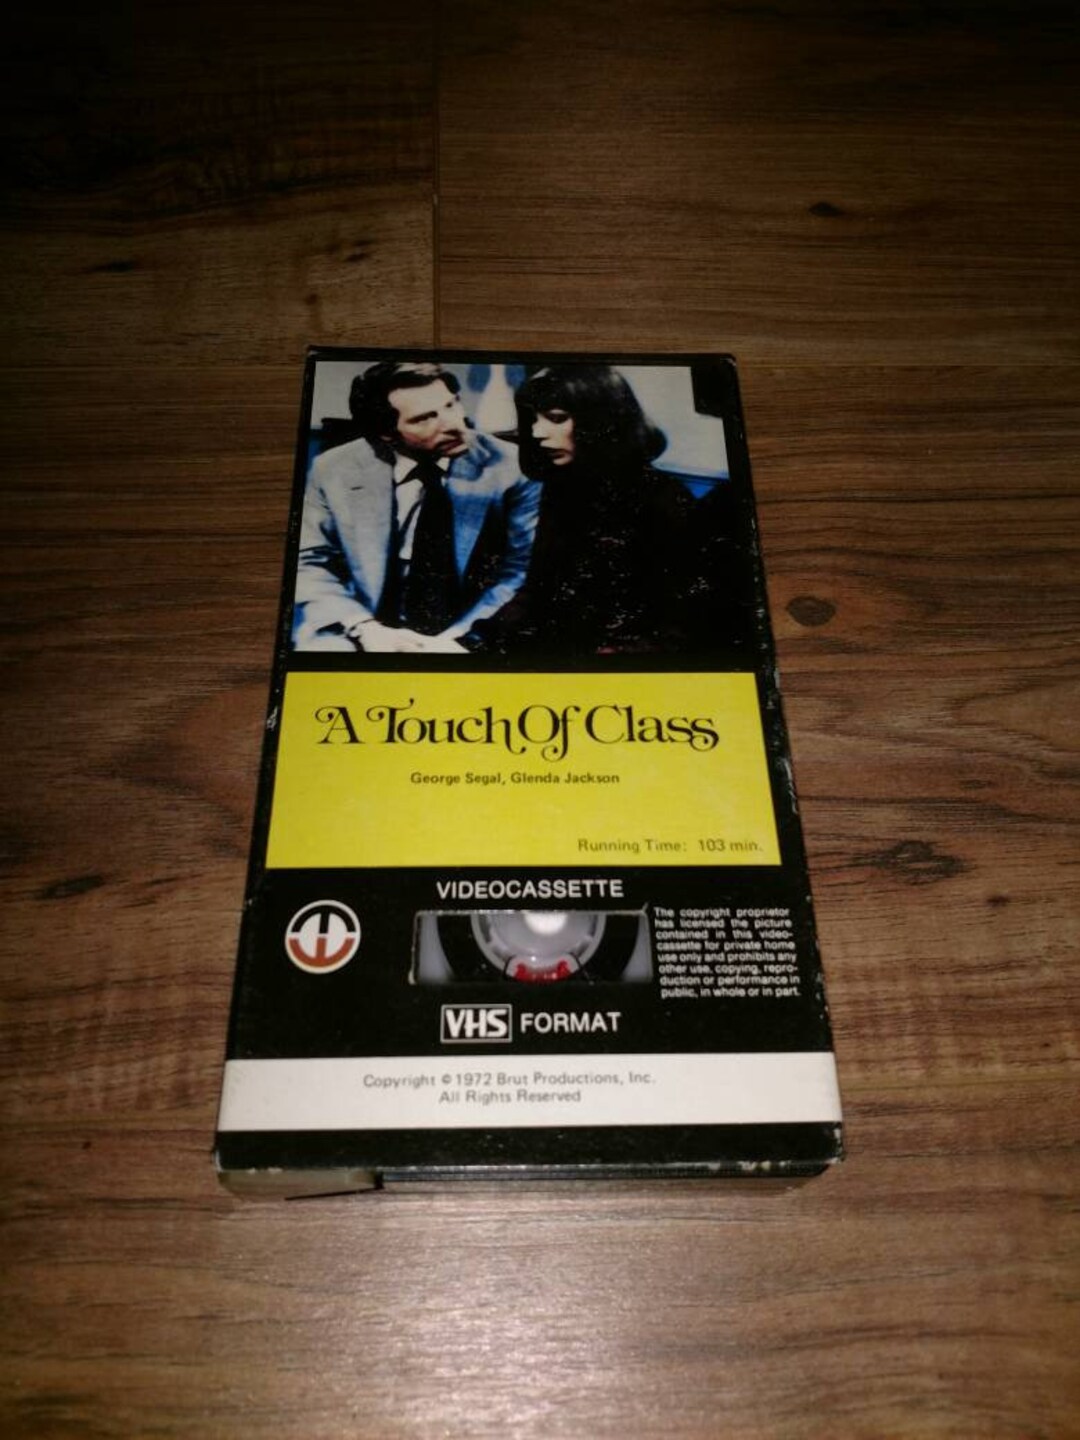 A Touch Of Class
George Segal, Glenda Jackson
Running Time: 103 min.
VIDEOCASSETTE
The copyright proprietor
has licensed the picture
contained in this video-
cassette for private home
use only and prohibits any
other use, copying, repro-
duction or performance in
public, in whole or in part.
VHS FORMAT
Copyright © 1972 Brut Productions, Inc.
All Rights Reserved